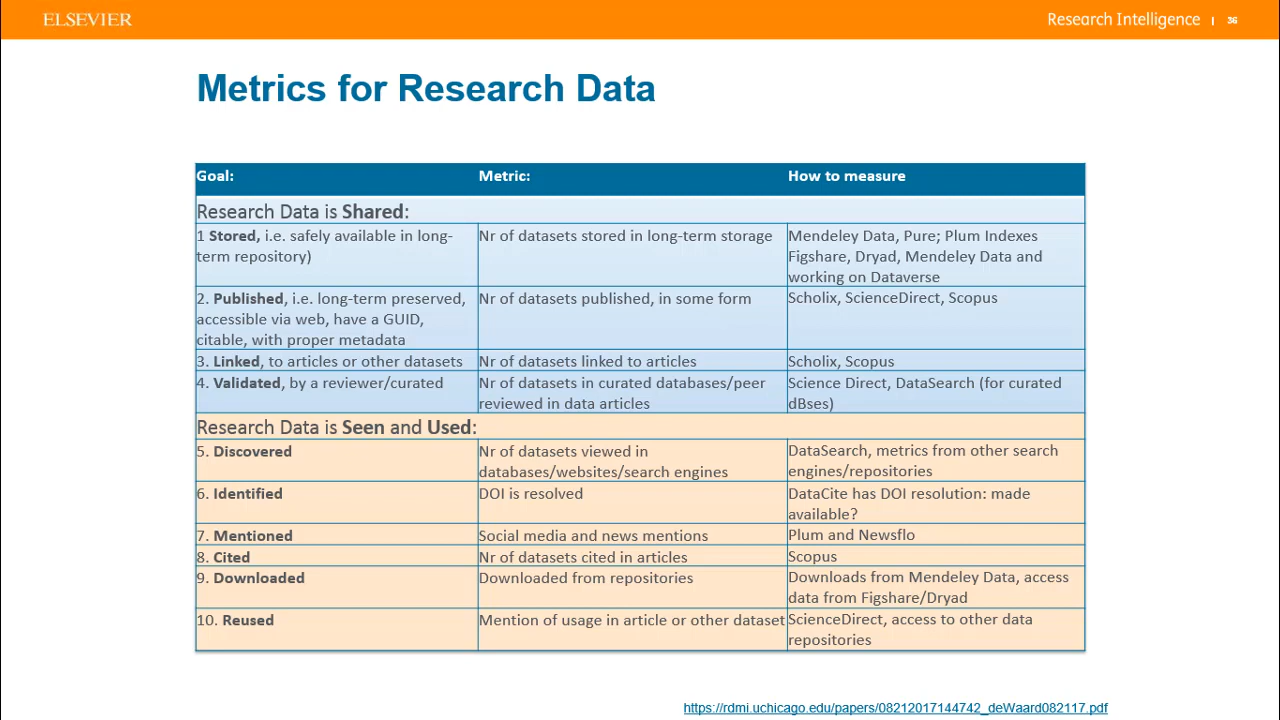 ELSEVIER
Research Intelligence | 36
Metrics for Research Data
Goal: Metric: How to measure
Research Data is Shared:
1 Stored, i.e. safely available in long-
term repository)
Nr of datasets stored in long-term storage
Mendeley Data, Pure; Plum Indexes
Figshare, Dryad, Mendeley Data and
working on Dataverse
2. Published, i.e. long-term preserved,
accessible via web, have a GUID,
citable, with proper metadata
Nr of datasets published, in some form
Scholix, ScienceDirect, Scopus
3. Linked, to articles or other datasets
Nr of datasets linked to articles
Scholix, Scopus
4. Validated, by a reviewer/curated
Nr of datasets in curated databases/peer
reviewed in data articles
Science Direct, DataSearch (for curated
dBses)
Research Data is Seen and Used:
5. Discovered
Nr of datasets viewed in
databases/websites/search engines
DataSearch, metrics from other search
engines/repositories
6. Identified
DOI is resolved
DataCite has DOI resolution: made
available?
7. Mentioned
Social media and news mentions
Plum and Newsflo
8. Cited
Nr of datasets cited in articles
Scopus
9. Downloaded
Downloaded from repositories
Downloads from Mendeley Data, access
data from Figshare/Dryad
10. Reused
Mention of usage in article or other dataset
ScienceDirect, access to other data
repositories
https://rdmi.uchicago.edu/papers/08212017144742_deWaard082117.pdf